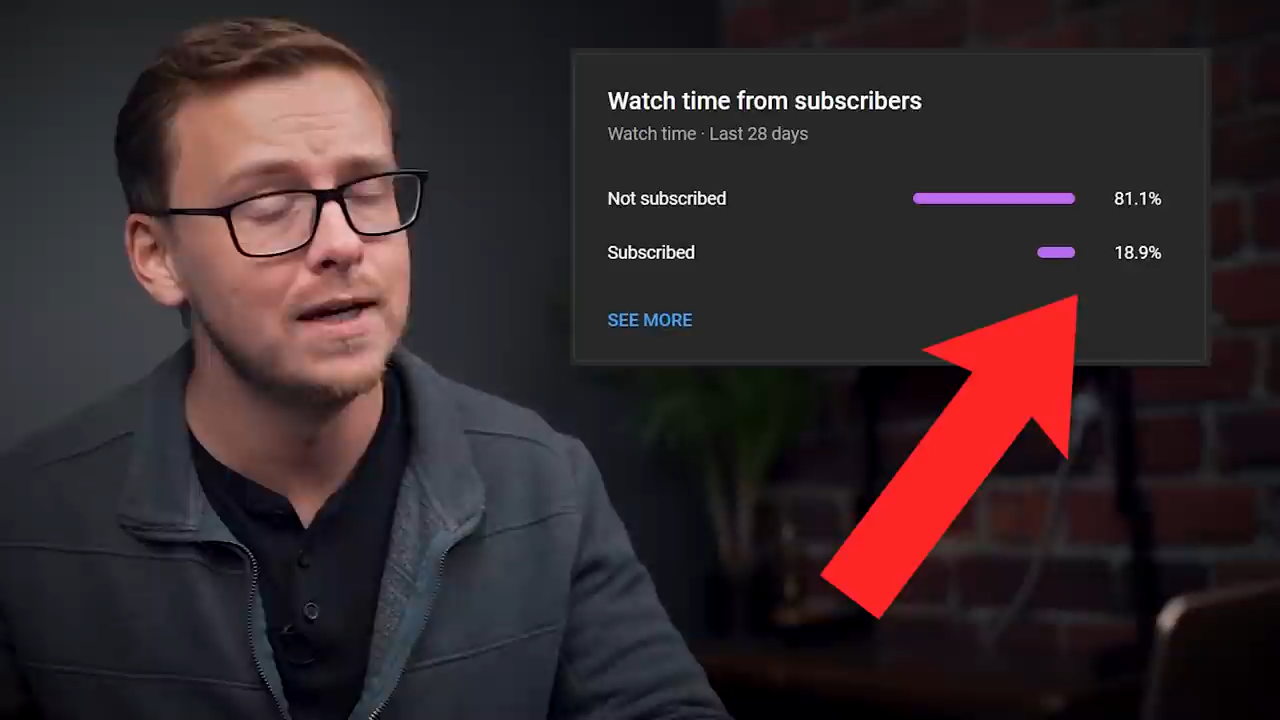 Watch time from subscribers
Watch time · Last 28 days
Not subscribed 81.1%
Subscribed 18.9%
SEE MORE